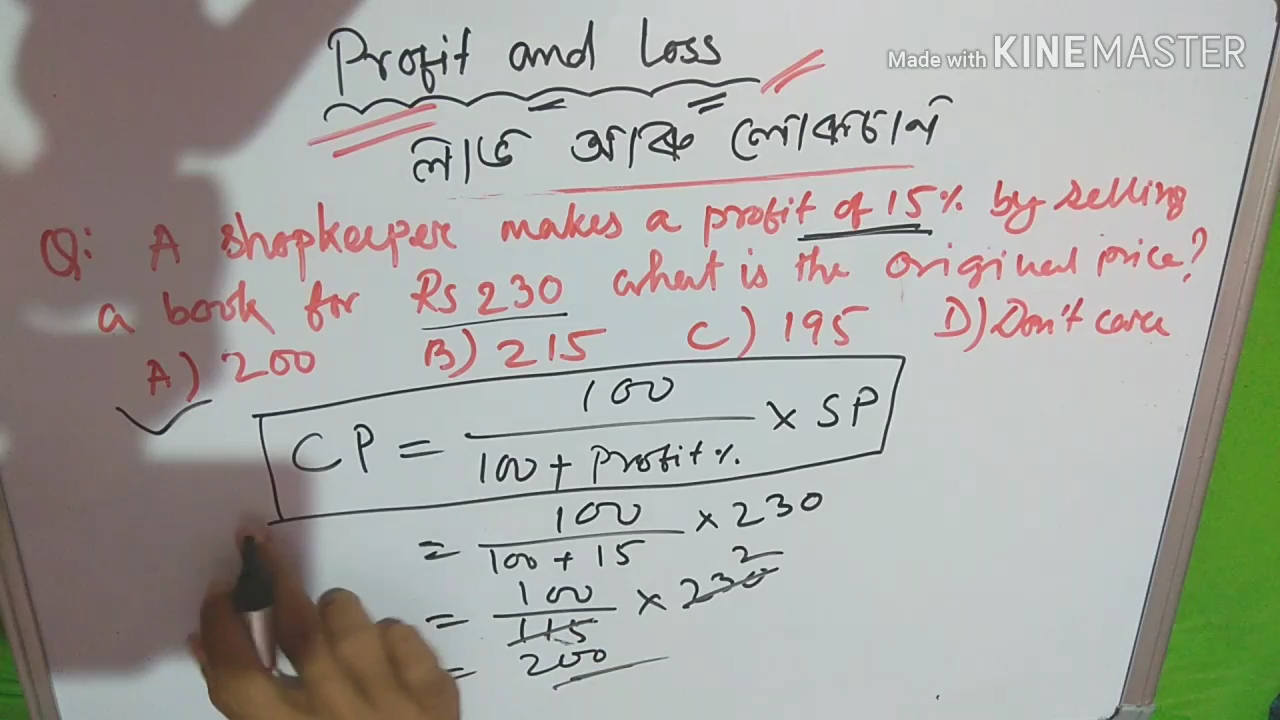 Made with KINEMASTER
Profit and Loss
লাভ আৰু লোকচান
Q: A shopkeeper makes a profit of 15% by selling
a book for Rs 230 what is the original price?
A) 200 B) 215 C) 195 D) Don't care
CP = 100 / 100 + Profit % × SP
= 100 / 100 + 15 × 230
= 100 / 115 × 230 2
= 200